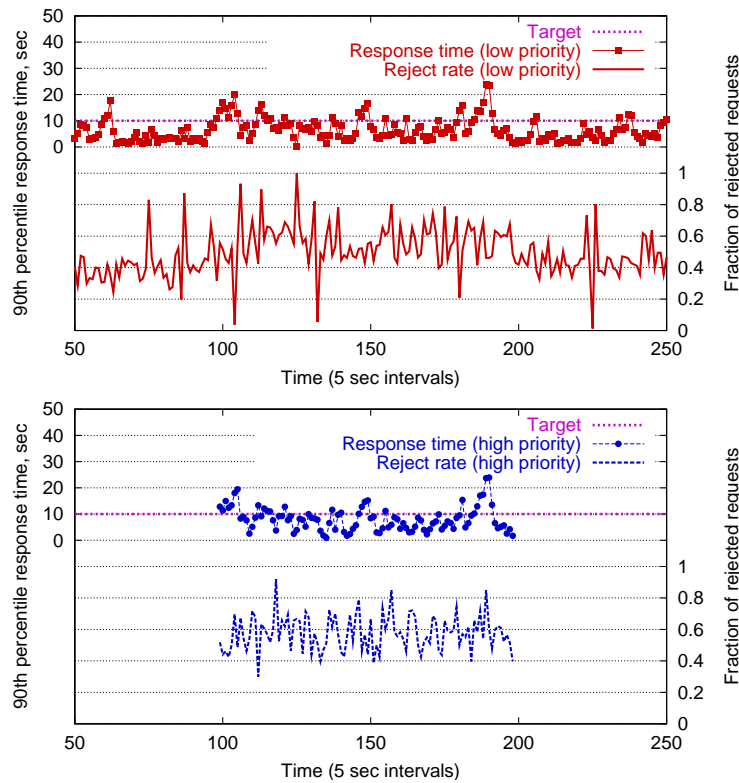 50
40
30
20
10
0
90th percentile response time, sec
Target
Response time (low priority)
Reject rate (low priority)
1
0.8
0.6
0.4
0.2
0
Fraction of rejected requests
50 100 150 200 250
Time (5 sec intervals)
50
40
30
20
10
0
90th percentile response time, sec
Target
Response time (high priority)
Reject rate (high priority)
1
0.8
0.6
0.4
0.2
0
Fraction of rejected requests
50 100 150 200 250
Time (5 sec intervals)